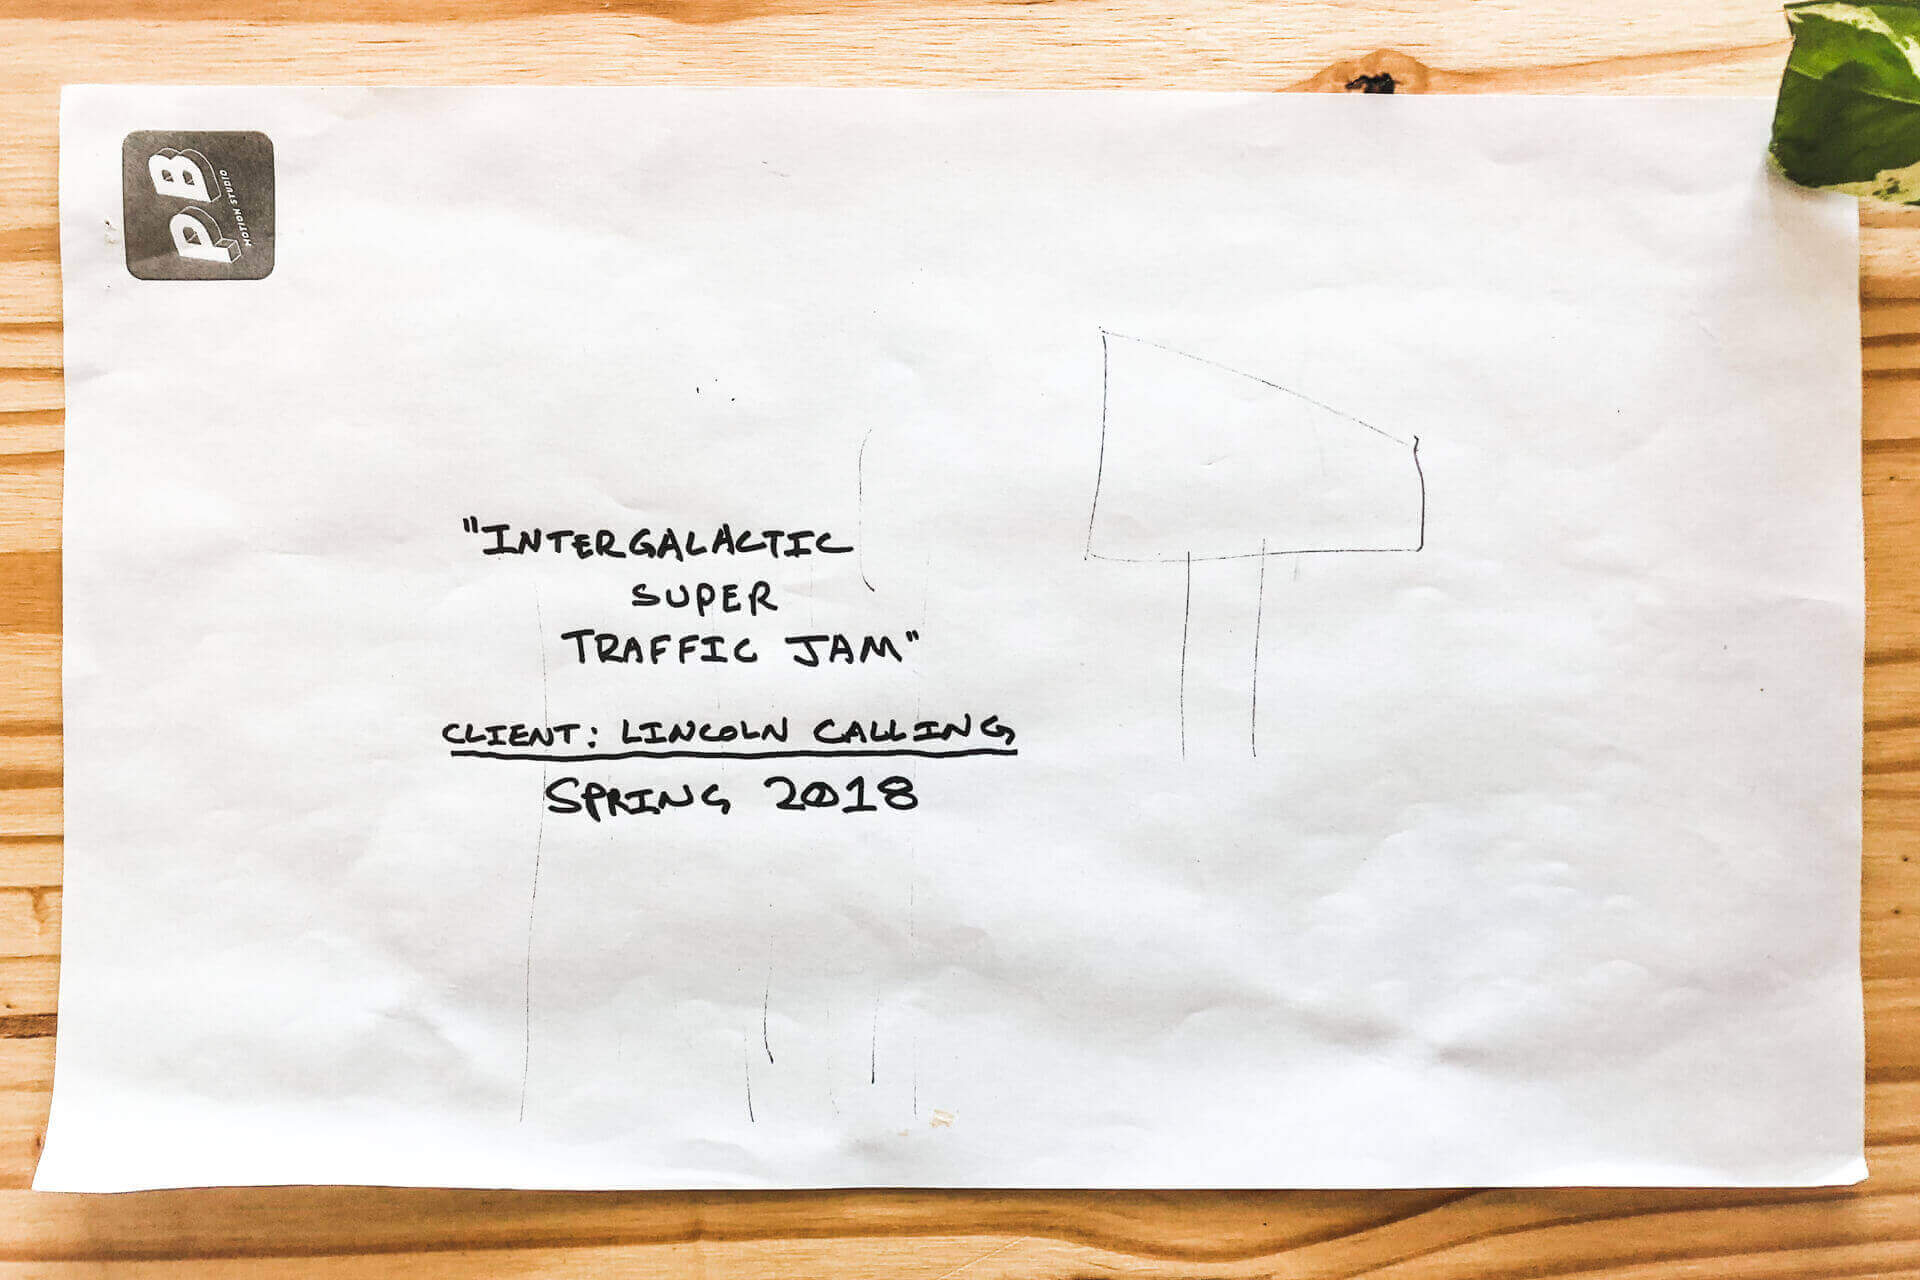 PB
MOTION STUDIO
"INTERGALACTIC
SUPER
TRAFFIC JAM"
CLIENT: LINCOLN CALLING
SPRING 2018